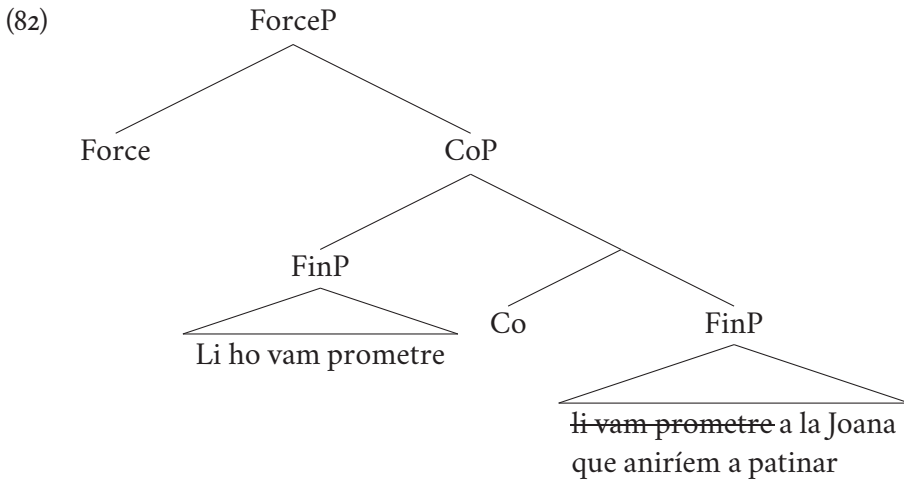 (82)
ForceP
Force
CoP
FinP
Li ho vam prometre
Co
FinP
li vam prometre a la Joana
que aniríem a patinar